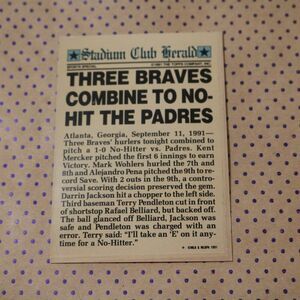 Stadium Club Herald
©1991 THE TOPPS COMPANY, INC.
THREE BRAVES
COMBINE TO NO-
HIT THE PADRES
Atlanta, Georgia, September 11, 1991—
Three Braves' hurlers tonight combined to
pitch a 1-0 No-Hitter vs. Padres. Kent
Mercker pitched the first 6 innings to earn
Victory. Mark Wohlers hurled the 7th and
8th and Alejandro Pena pitched the 9th to re-
cord Save. With 2 outs in the 9th, a contro-
versial scoring decision preserved the gem.
Darrin Jackson hit a chopper to the left side.
Third baseman Terry Pendleton cut in front
of shortstop Rafael Belliard, but backed off.
The ball glanced off Belliard, Jackson was
safe and Pendleton was charged with an
error. Terry said: "I'll take an 'E' on it any-
time for a No-Hitter."